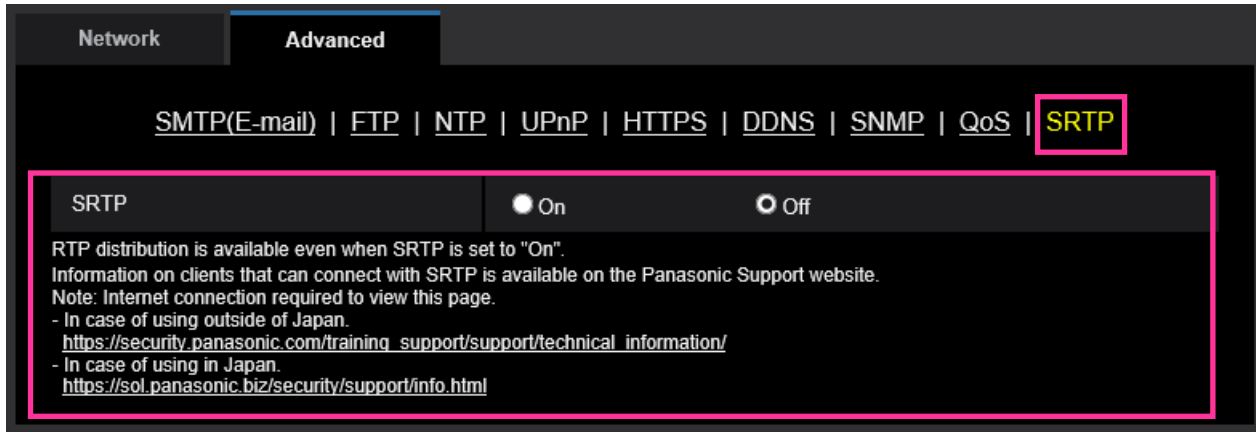 Network Advanced
SMTP(E-mail) | FTP | NTP | UPnP | HTTPS | DDNS | SNMP | QoS | SRTP
SRTP On Off
RTP distribution is available even when SRTP is set to "On".
Information on clients that can connect with SRTP is available on the Panasonic Support website.
Note: Internet connection required to view this page.
- In case of using outside of Japan.
https://security.panasonic.com/training_support/support/technical_information/
- In case of using in Japan.
https://sol.panasonic.biz/security/support/info.html